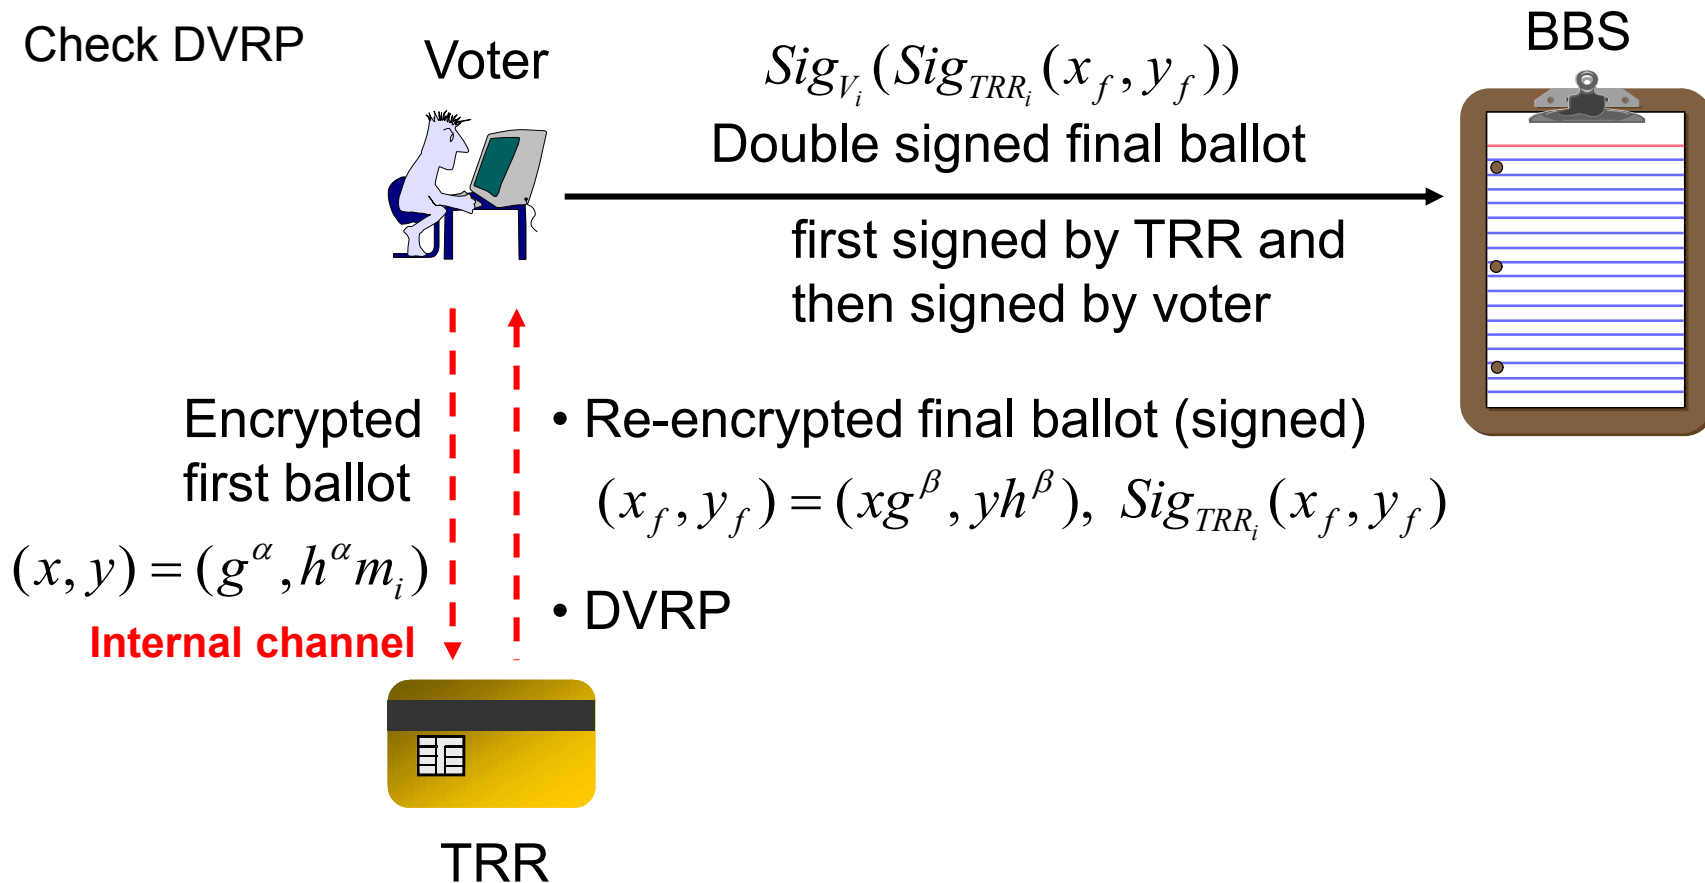 Check DVRP
Voter
BBS
Sig_{V_i}(Sig_{TRR_i}(x_f, y_f))
Double signed final ballot
first signed by TRR and
then signed by voter
Encrypted
first ballot
(x, y) = (g^α, h^α m_i)
Internal channel
• Re-encrypted final ballot (signed)
(x_f, y_f) = (xg^β, yh^β), Sig_{TRR_i}(x_f, y_f)
• DVRP
TRR